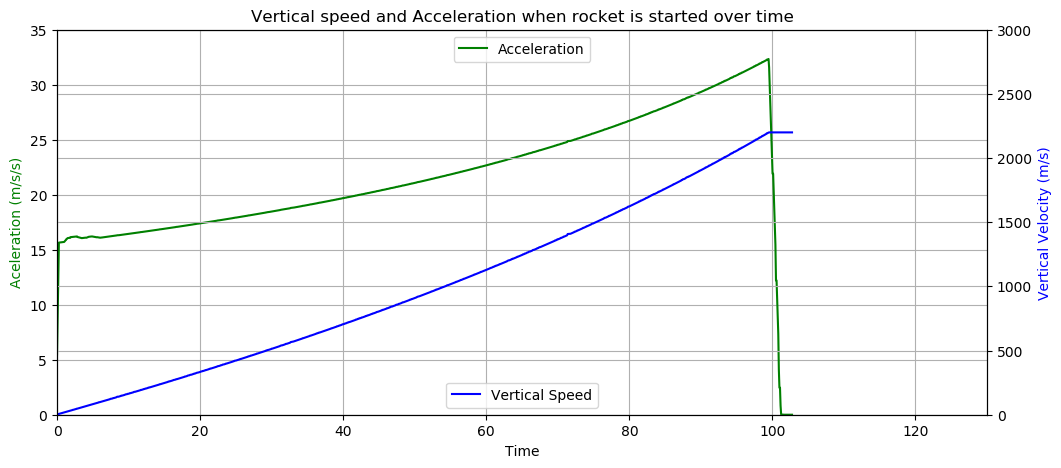 Vertical speed and Acceleration when rocket is started over time
35
30
25
20
15
10
5
0
Aceleration (m/s/s)
Acceleration
Vertical Speed
3000
2500
2000
1500
1000
500
0
Vertical Velocity (m/s)
0 20 40 60 80 100 120
Time